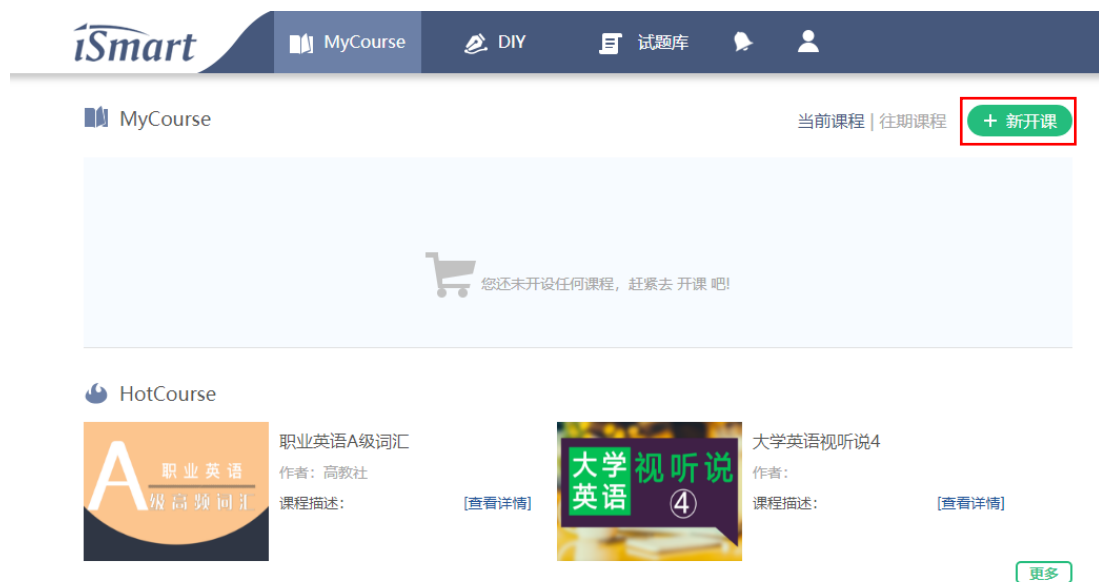 iSmart
MyCourse
DIY
试题库
MyCourse
当前课程 | 往期课程
+ 新开课
您还未开设任何课程，赶紧去 开课 吧!
HotCourse
A
职业英语
级高频词汇
职业英语A级词汇
作者：高教社
课程描述：
[查看详情]
大学
英语
视听说
④
大学英语视听说4
作者：
课程描述：
[查看详情]
更多